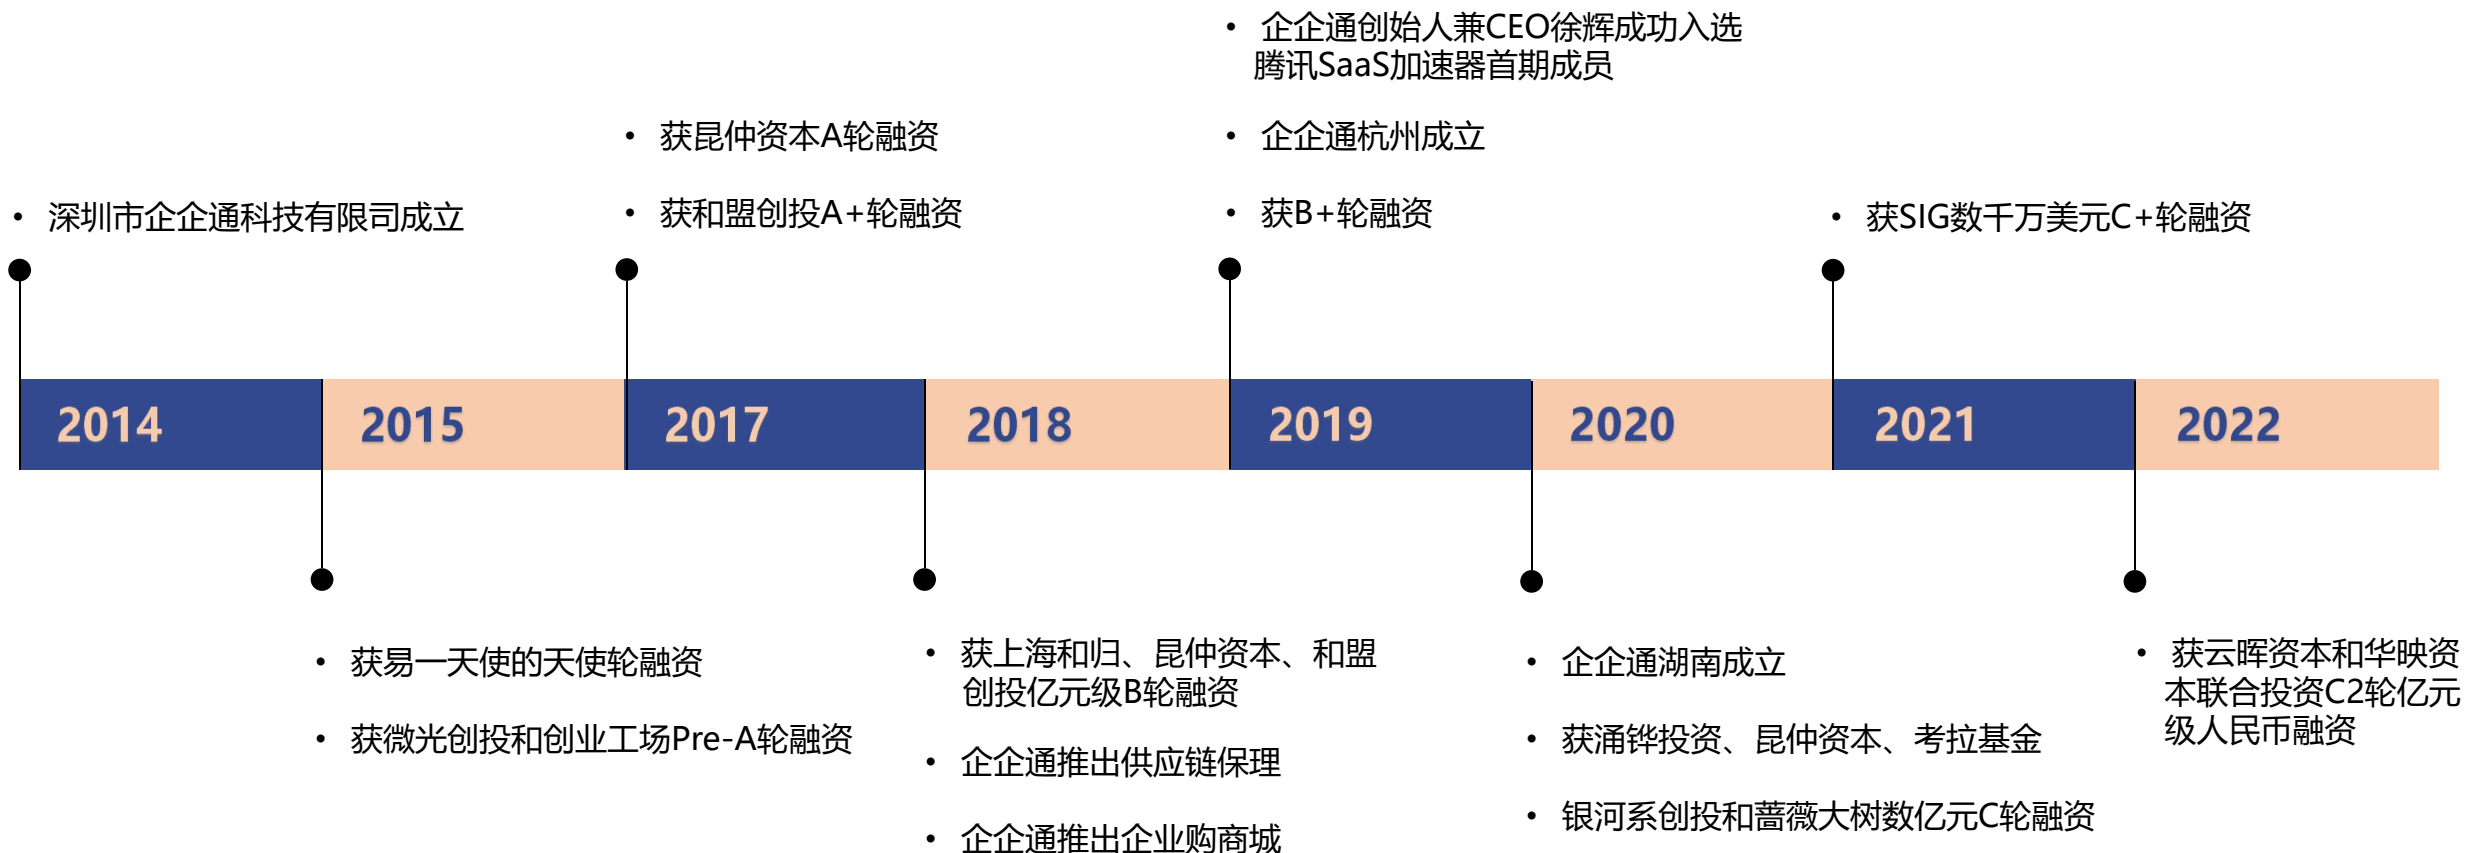 • 企企通创始人兼CEO徐辉成功入选
腾讯SaaS加速器首期成员
• 获昆仲资本A轮融资
• 企企通杭州成立
• 深圳市企企通科技有限司成立
• 获和盟创投A+轮融资
• 获B+轮融资
• 获SIG数千万美元C+轮融资
2014
2015
2017
2018
2019
2020
2021
2022
• 获易一天使的天使轮融资
• 获微光创投和创业工场Pre-A轮融资
• 获上海和归、昆仲资本、和盟
创投亿元级B轮融资
• 企企通推出供应链保理
• 企企通推出企业购商城
• 企企通湖南成立
• 获涌铧投资、昆仲资本、考拉基金
• 银河系创投和蔷薇大树数亿元C轮融资
• 获云晖资本和华映资
本联合投资C2轮亿元
级人民币融资